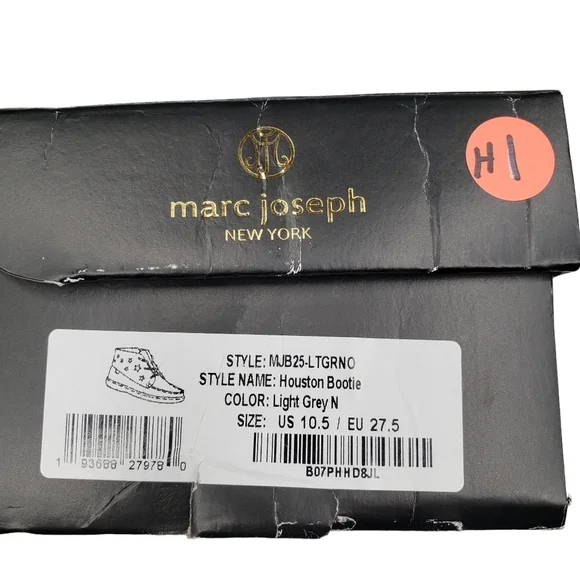 marc joseph
NEW YORK
H1
STYLE: MJB25-LTGRNO
STYLE NAME: Houston Bootie
COLOR: Light Grey N
SIZE: US 10.5 / EU 27.5
1 93688 27978 0
B07PHHD8JL